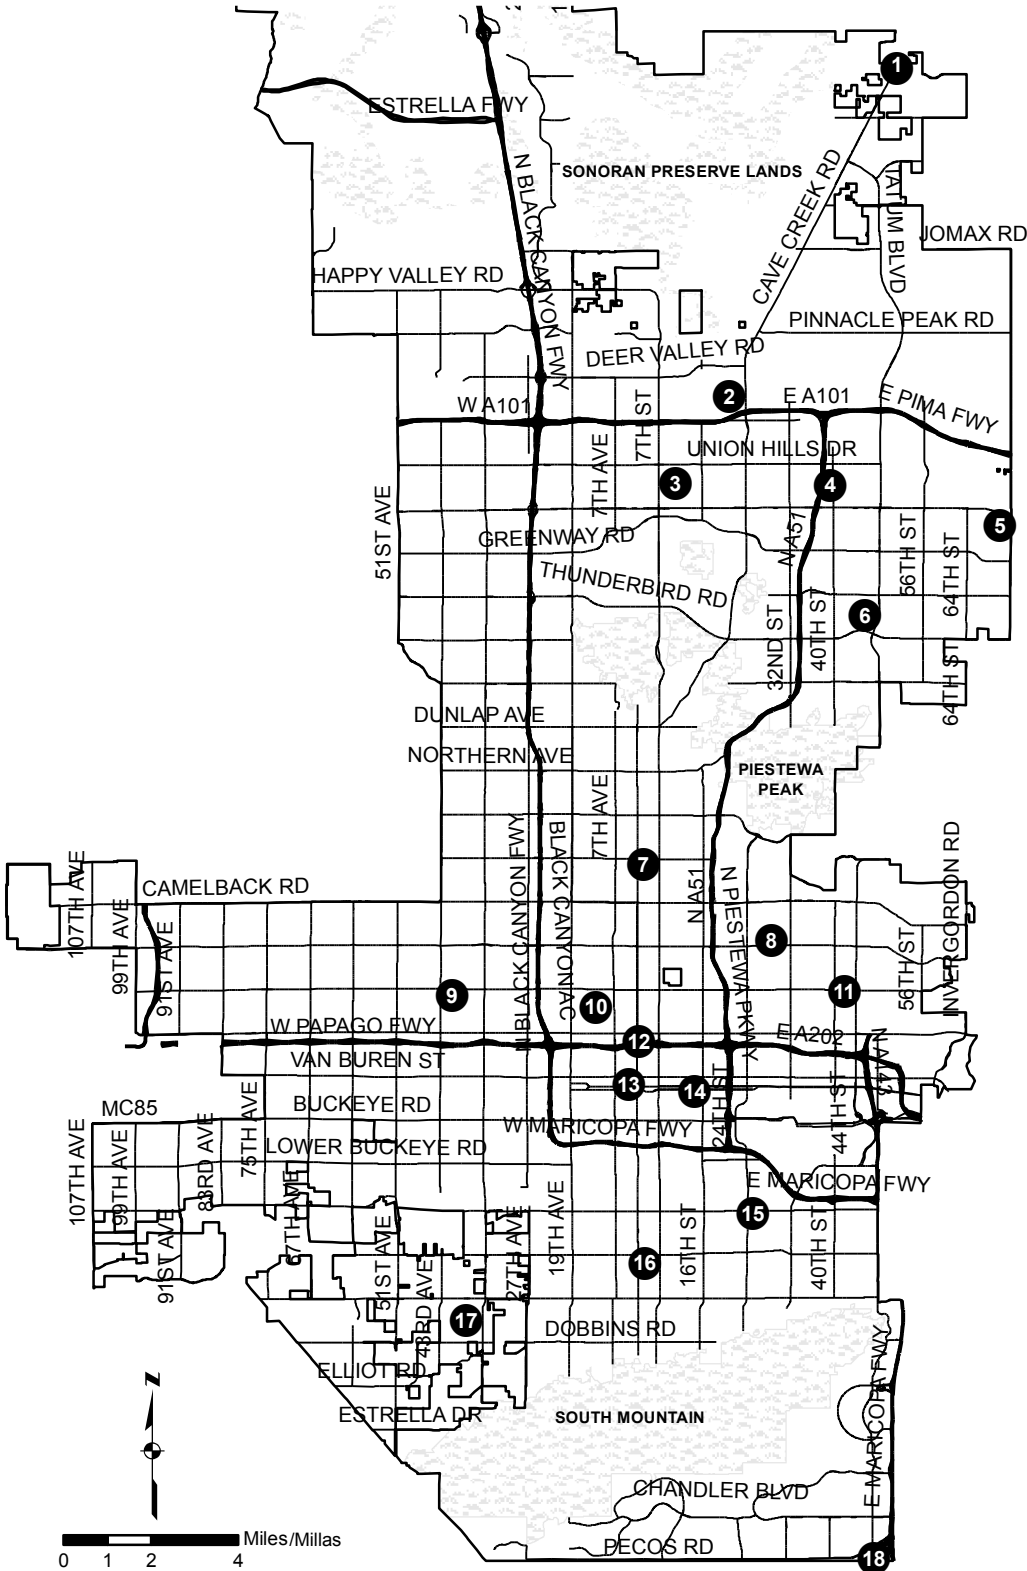 1
ESTRELLA FWY
SONORAN PRESERVE LANDS
N BLACK CANYON FWY
CAVE CREEK RD
TATUM BLVD
JOMAX RD
HAPPY VALLEY RD
PINNACLE PEAK RD
DEER VALLEY RD
2
W A101
E A101
E PIMA FWY
7TH ST
UNION HILLS DR
7TH AVE
3
4
5
51ST AVE
GREENWAY RD
N A51
56TH ST
64TH ST
THUNDERBIRD RD
6
32ND ST
40TH ST
64TH ST
DUNLAP AVE
NORTHERN AVE
PIESTEWA
PEAK
7TH AVE
7
N BLACK CANYON FWY
BLACK CANYON AC
N A51
N PIESTEWA PKWY
INVERGORDON RD
107TH AVE
CAMELBACK RD
99TH AVE
91ST AVE
8
56TH ST
9
10
11
W PAPAGO FWY
12
E A202
N A143
VAN BUREN ST
13
14
24TH ST
44TH ST
MC85
BUCKEYE RD
W MARICOPA FWY
75TH AVE
LOWER BUCKEYE RD
107TH AVE
99TH AVE
83RD AVE
E MARICOPA FWY
91ST AVE
67TH AVE
51ST AVE
43RD AVE
27TH AVE
19TH AVE
16TH ST
15
40TH ST
16
17
DOBBINS RD
ELLIOT RD
ESTRELLA DR
SOUTH MOUNTAIN
E MARICOPA FWY
CHANDLER BLVD
PECOS RD
18
N
Miles/Millas
0 1 2 4